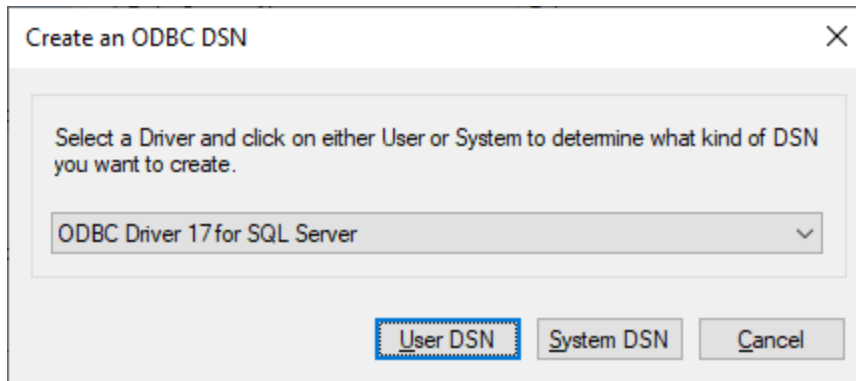 Create an ODBC DSN
Select a Driver and click on either User or System to determine what kind of DSN
you want to create.
ODBC Driver 17 for SQL Server
User DSN
System DSN
Cancel